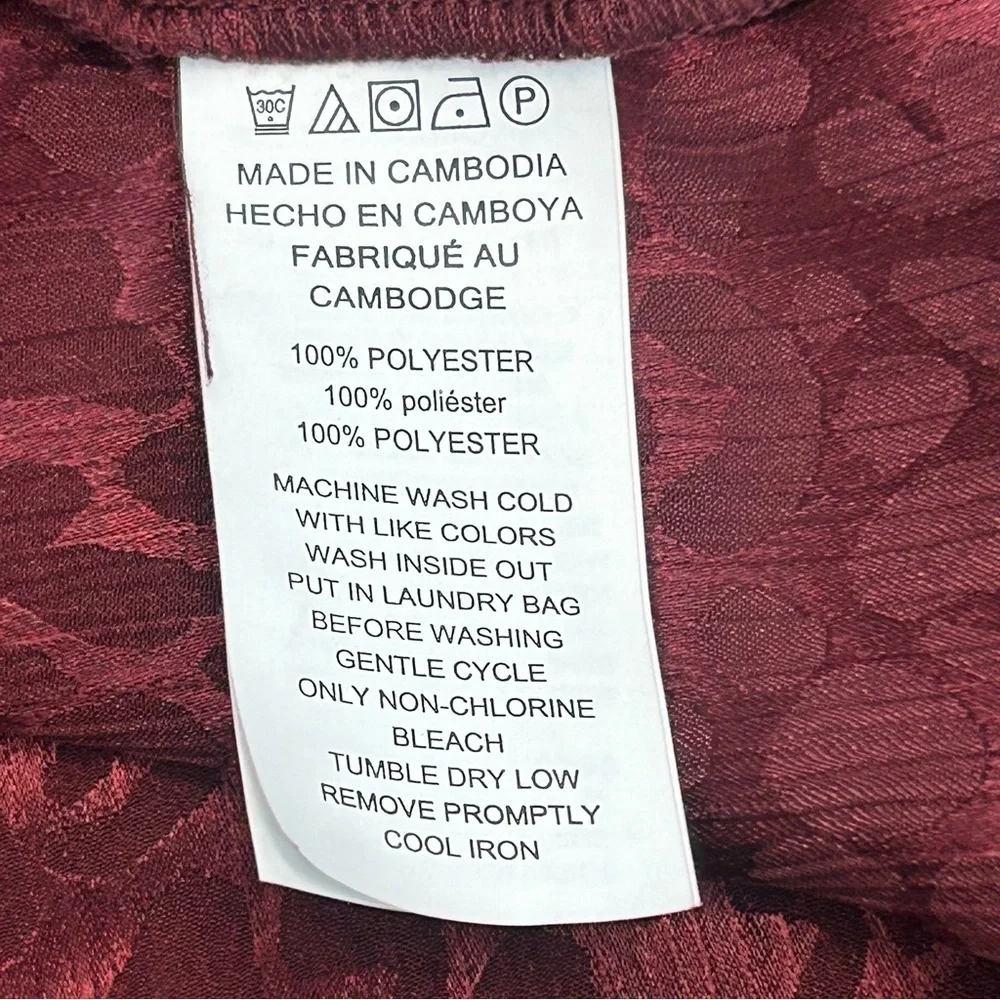 30C P
MADE IN CAMBODIA
HECHO EN CAMBOYA
FABRIQUÉ AU
CAMBODGE
100% POLYESTER
100% poliéster
100% POLYESTER
MACHINE WASH COLD
WITH LIKE COLORS
WASH INSIDE OUT
PUT IN LAUNDRY BAG
BEFORE WASHING
GENTLE CYCLE
ONLY NON-CHLORINE
BLEACH
TUMBLE DRY LOW
REMOVE PROMPTLY
COOL IRON